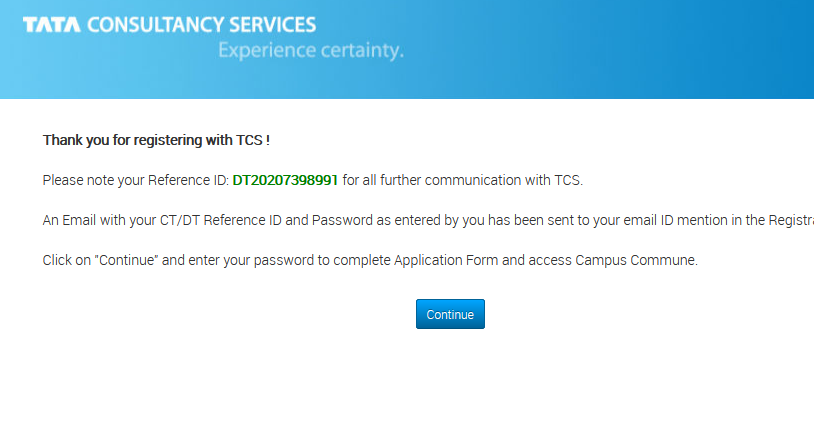 TATA CONSULTANCY SERVICES
Experience certainty.
Thank you for registering with TCS !
Please note your Reference ID: DT20207398991 for all further communication with TCS.
An Email with your CT/DT Reference ID and Password as entered by you has been sent to your email ID mention in the Registra
Click on "Continue" and enter your password to complete Application Form and access Campus Commune.
Continue